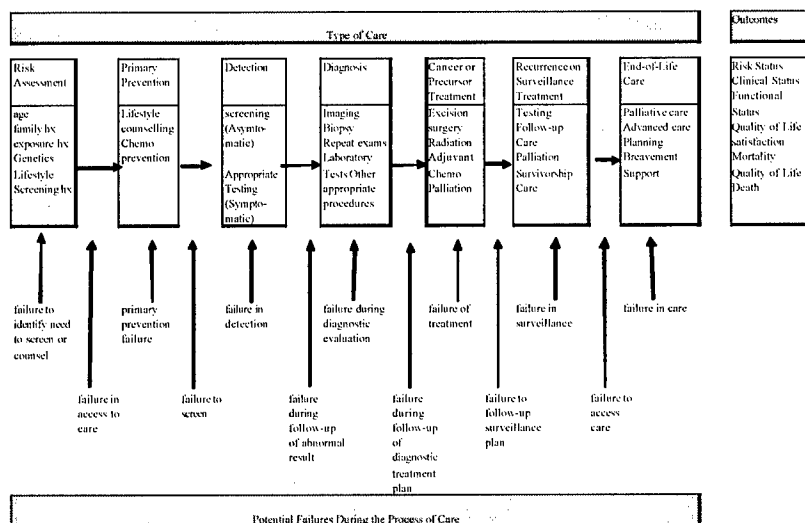 Type of Care
Outcomes
Risk
Assessment
age
family hx
exposure hx
Genetics
Lifestyle
Screening hx
Primary
Prevention
Lifestyle
counselling
Chemo
prevention
Detection
screening
(Asymto-
matic)
Appropriate
Testing
(Sympto-
matic)
Diagnosis
Imaging
Biopsy
Repeat exams
Laboratory
Tests Other
appropriate
procedures
Cancer or
Precursor
Treatment
Excision
surgery
Radiation
Adjuvant
Chemo
Palliation
Recurrence on
Surveillance
Treatment
Testing
Follow-up
Care
Palliation
Survivorship
Care
End-of-Life
Care
Palliative care
Advanced care
Planning
Breavement
Support
Risk Status
Clinical Status
Functional
Status
Quality of Life
satisfaction
Mortality
Quality of Life
Death
failure to
identify need
to screen or
counsel
primary
prevention
failure
failure in
detection
failure during
diagnostic
evaluation
failure of
treatment
failure in
surveillance
failure in care
failure in
access to
care
failure to
screen
failure
during
follow-up
of abnormal
result
failure
during
follow-up
of
diagnostic
treatment
plan
failure to
follow-up
surveillance
plan
failure to
access
care
Potential Failures During the Process of Care